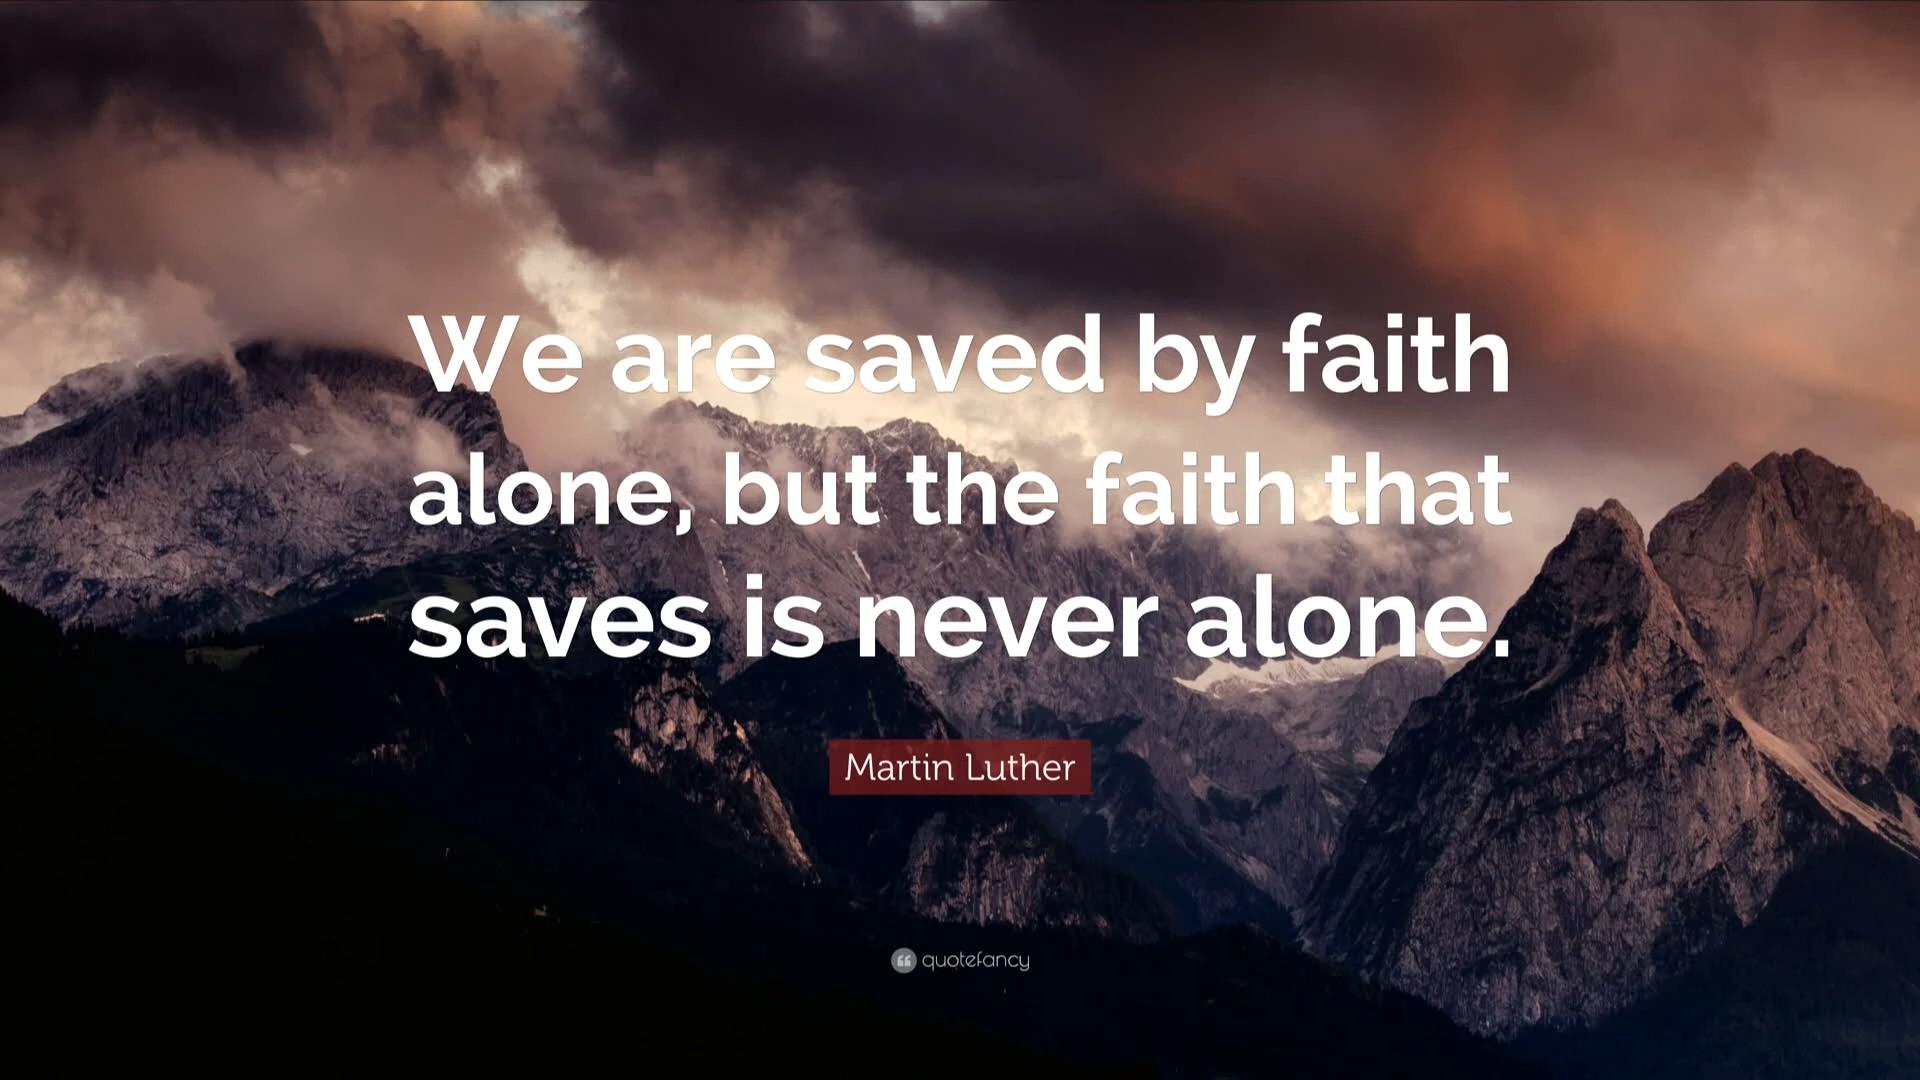 We are saved by faith
alone, but the faith that
saves is never alone.
Martin Luther
quotefancy